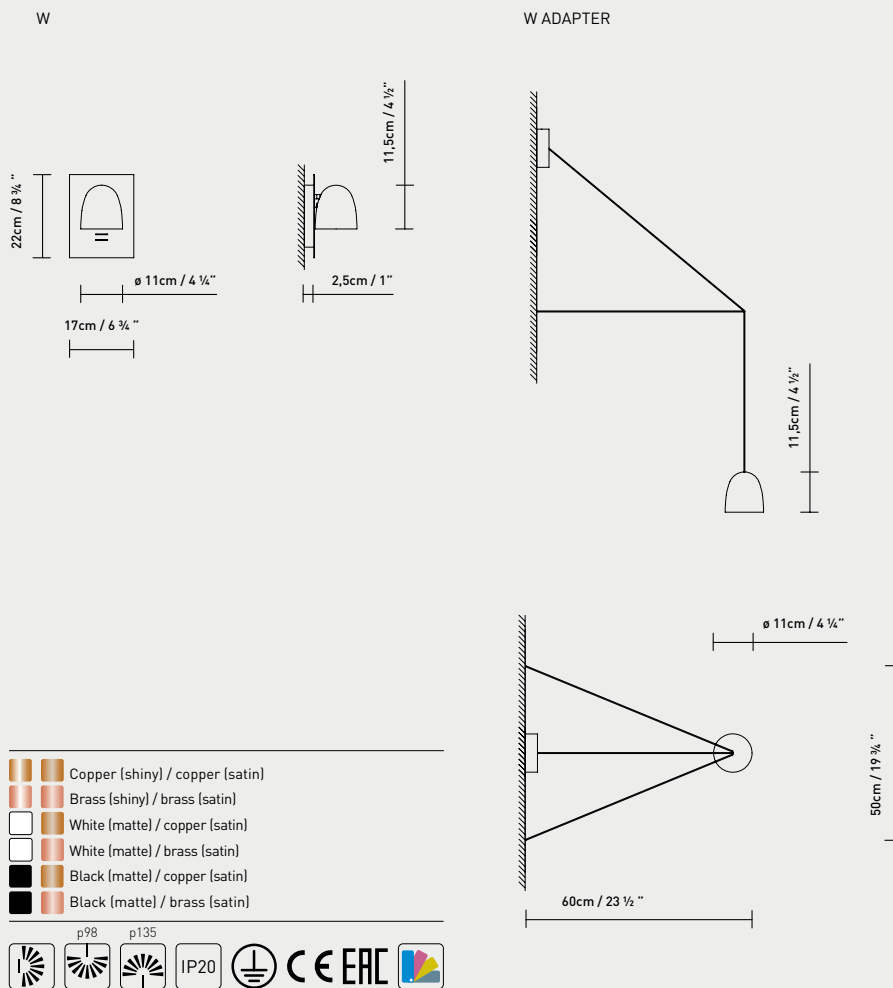 W
22cm / 8 ¾ "
ø 11cm / 4 ¼"
17cm / 6 ¾ "
11,5cm / 4 ½"
2,5cm / 1"
W ADAPTER
11,5cm / 4 ½"
ø 11cm / 4 ¼"
50cm / 19 ¾ "
60cm / 23 ½ "
Copper (shiny) / copper (satin)
Brass (shiny) / brass (satin)
White (matte) / copper (satin)
White (matte) / brass (satin)
Black (matte) / copper (satin)
Black (matte) / brass (satin)
p98
p135
IP20
CE
EAC